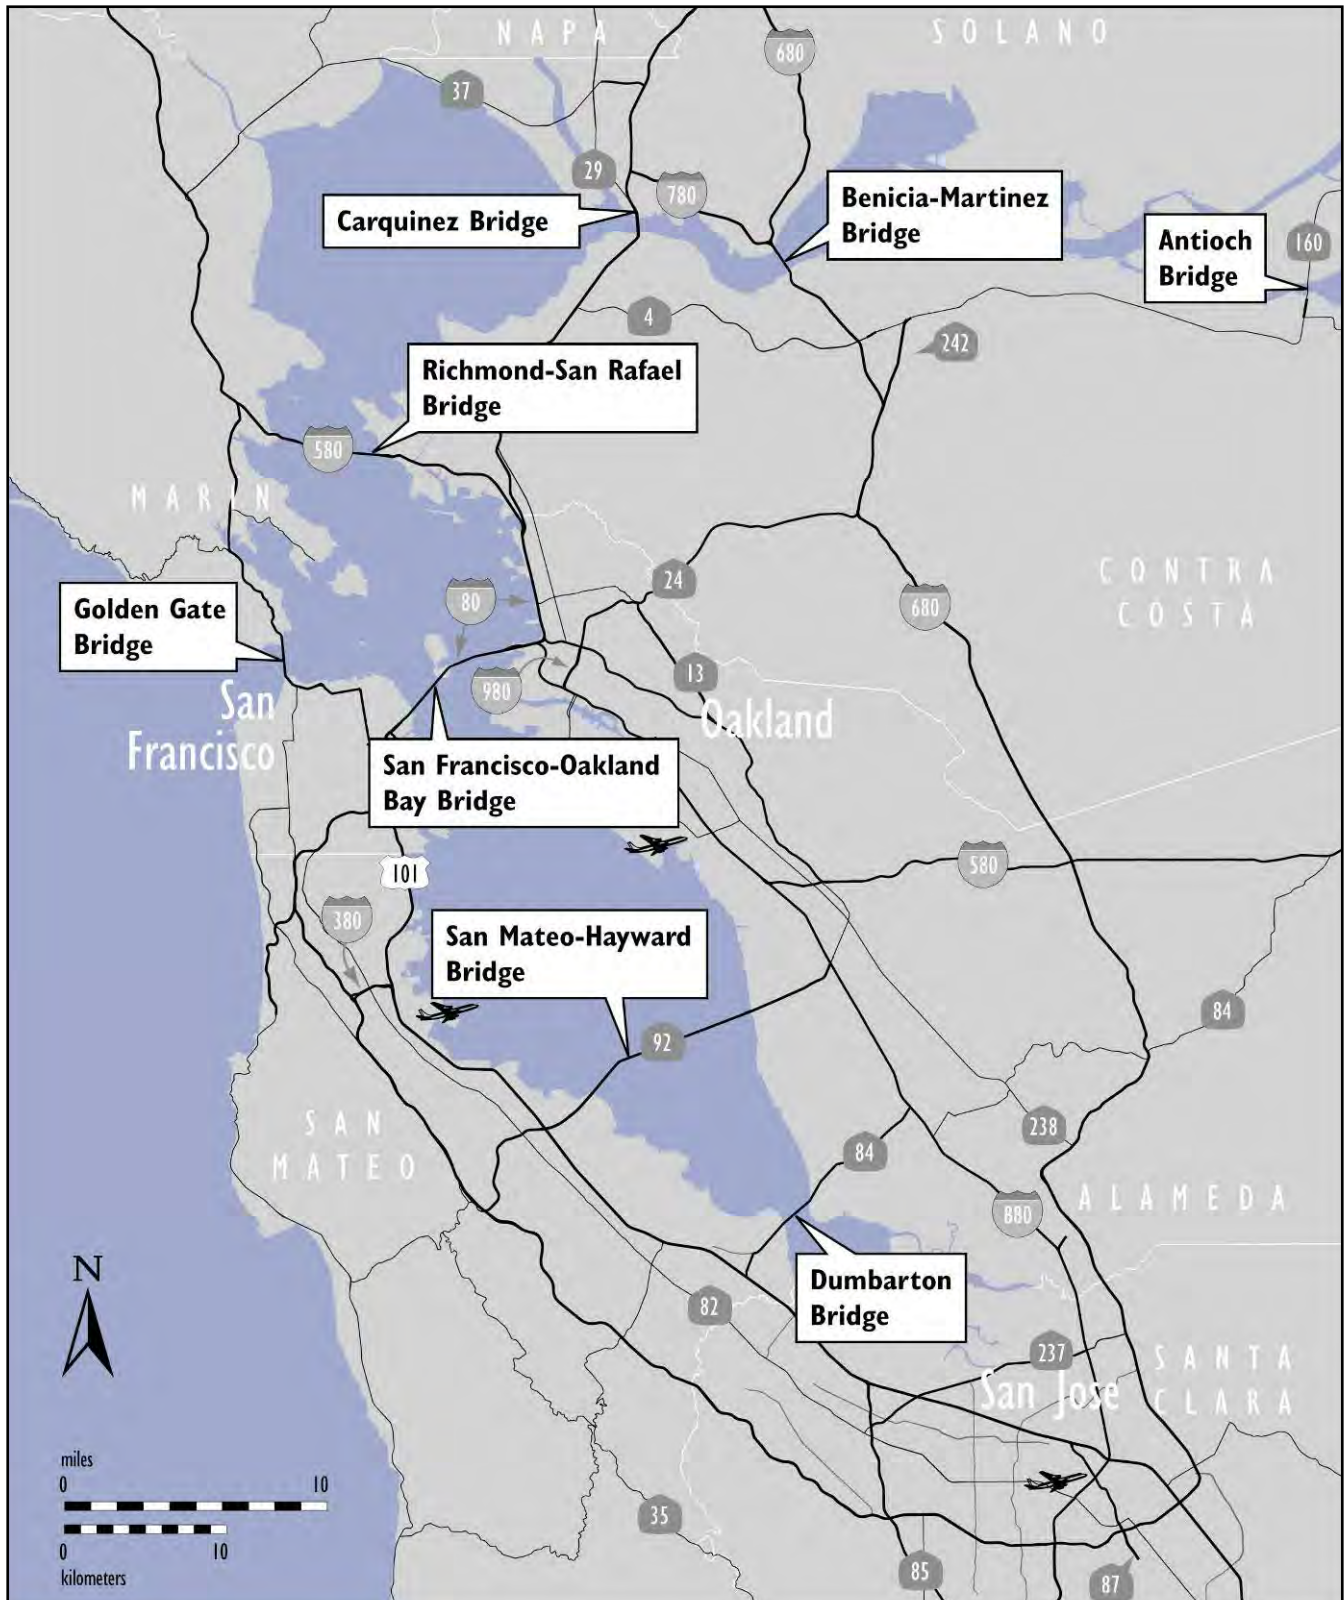 NAPA
SOLANO
680
37
29
780
Carquinez Bridge
Benicia-Martinez
Bridge
Antioch
Bridge
160
4
242
Richmond-San Rafael
Bridge
580
MARIN
24
CONTRA
COSTA
80
680
Golden Gate
Bridge
13
980
San
Francisco
Oakland
San Francisco-Oakland
Bay Bridge
101
580
380
San Mateo-Hayward
Bridge
84
92
238
SAN
MATEO
84
880
ALAMEDA
N
Dumbarton
Bridge
82
237
SANTA
CLARA
San Jose
miles
0 10
0 10
kilometers
35
85
87